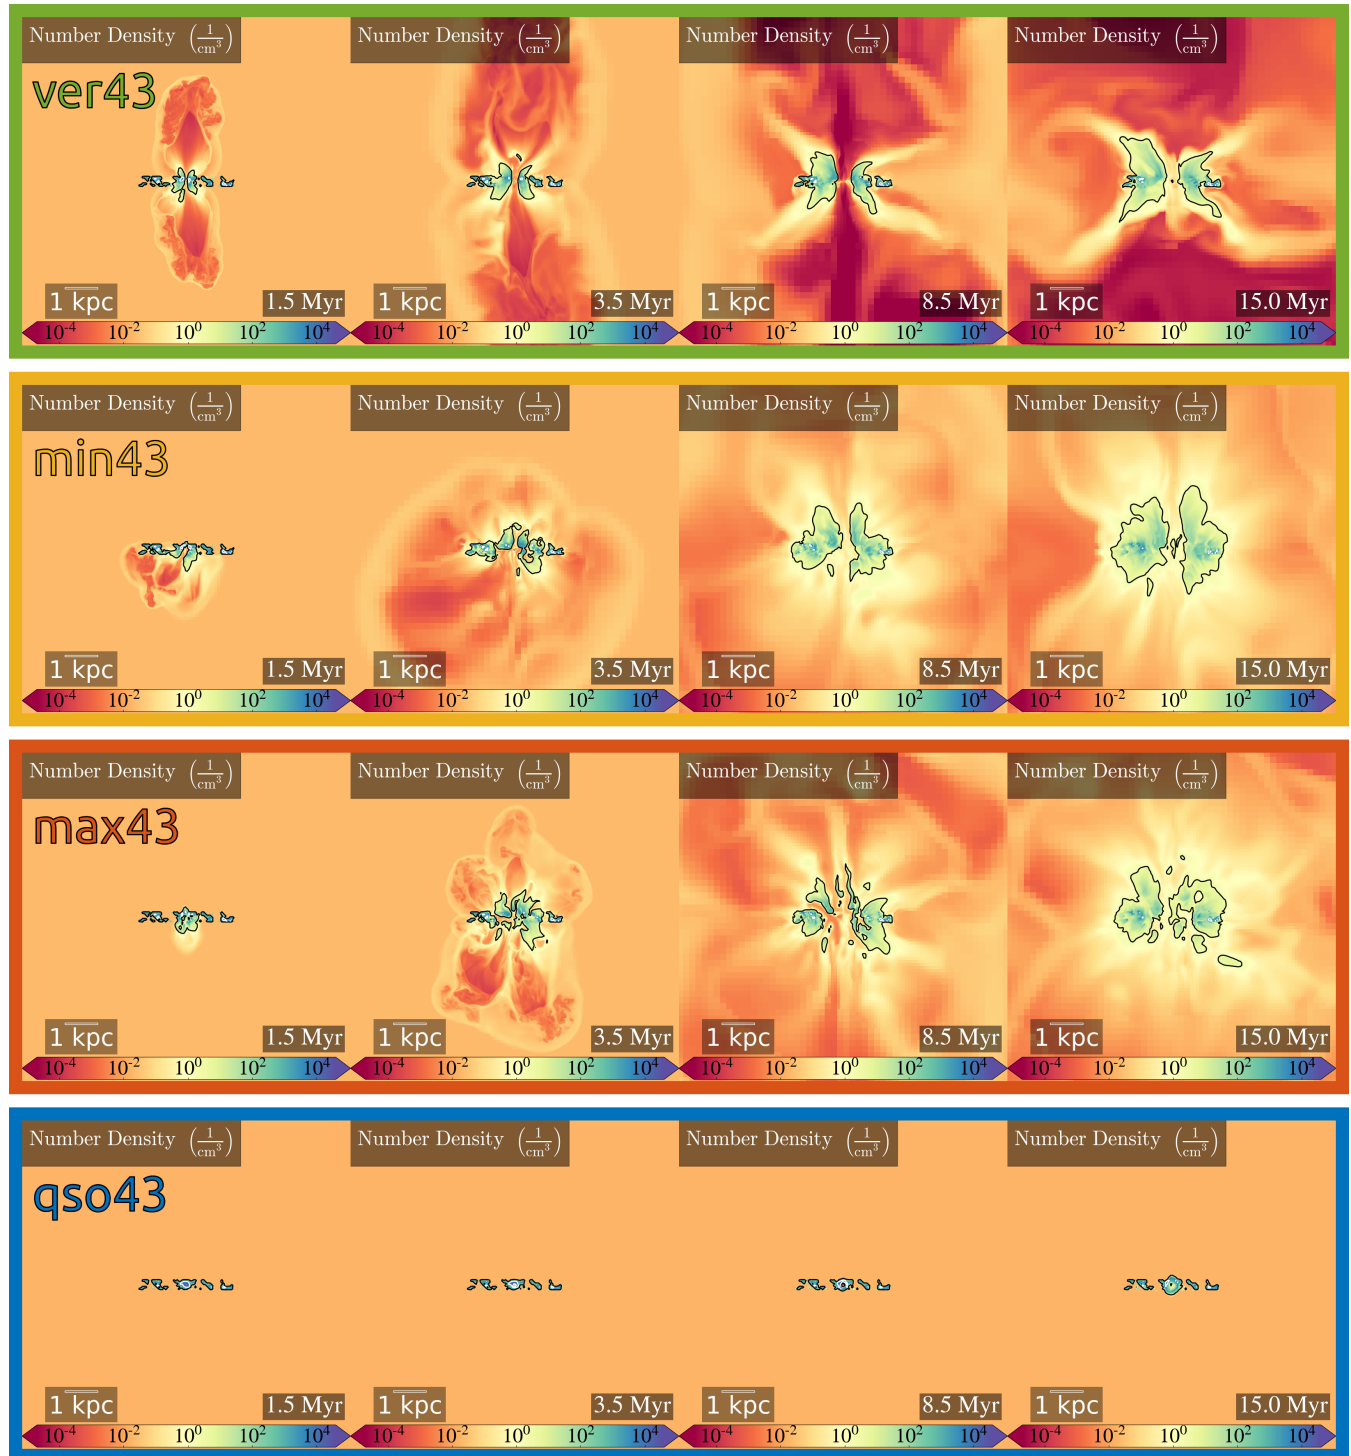 Number Density (1/cm³) Number Density (1/cm³) Number Density (1/cm³) Number Density (1/cm³)
ver43
1 kpc 1.5 Myr 1 kpc 3.5 Myr 1 kpc 8.5 Myr 1 kpc 15.0 Myr
10⁻⁴ 10⁻² 10⁰ 10² 10⁴ 10⁻⁴ 10⁻² 10⁰ 10² 10⁴ 10⁻⁴ 10⁻² 10⁰ 10² 10⁴ 10⁻⁴ 10⁻² 10⁰ 10² 10⁴
Number Density (1/cm³) Number Density (1/cm³) Number Density (1/cm³) Number Density (1/cm³)
min43
1 kpc 1.5 Myr 1 kpc 3.5 Myr 1 kpc 8.5 Myr 1 kpc 15.0 Myr
10⁻⁴ 10⁻² 10⁰ 10² 10⁴ 10⁻⁴ 10⁻² 10⁰ 10² 10⁴ 10⁻⁴ 10⁻² 10⁰ 10² 10⁴ 10⁻⁴ 10⁻² 10⁰ 10² 10⁴
Number Density (1/cm³) Number Density (1/cm³) Number Density (1/cm³) Number Density (1/cm³)
max43
1 kpc 1.5 Myr 1 kpc 3.5 Myr 1 kpc 8.5 Myr 1 kpc 15.0 Myr
10⁻⁴ 10⁻² 10⁰ 10² 10⁴ 10⁻⁴ 10⁻² 10⁰ 10² 10⁴ 10⁻⁴ 10⁻² 10⁰ 10² 10⁴ 10⁻⁴ 10⁻² 10⁰ 10² 10⁴
Number Density (1/cm³) Number Density (1/cm³) Number Density (1/cm³) Number Density (1/cm³)
qso43
1 kpc 1.5 Myr 1 kpc 3.5 Myr 1 kpc 8.5 Myr 1 kpc 15.0 Myr
10⁻⁴ 10⁻² 10⁰ 10² 10⁴ 10⁻⁴ 10⁻² 10⁰ 10² 10⁴ 10⁻⁴ 10⁻² 10⁰ 10² 10⁴ 10⁻⁴ 10⁻² 10⁰ 10² 10⁴